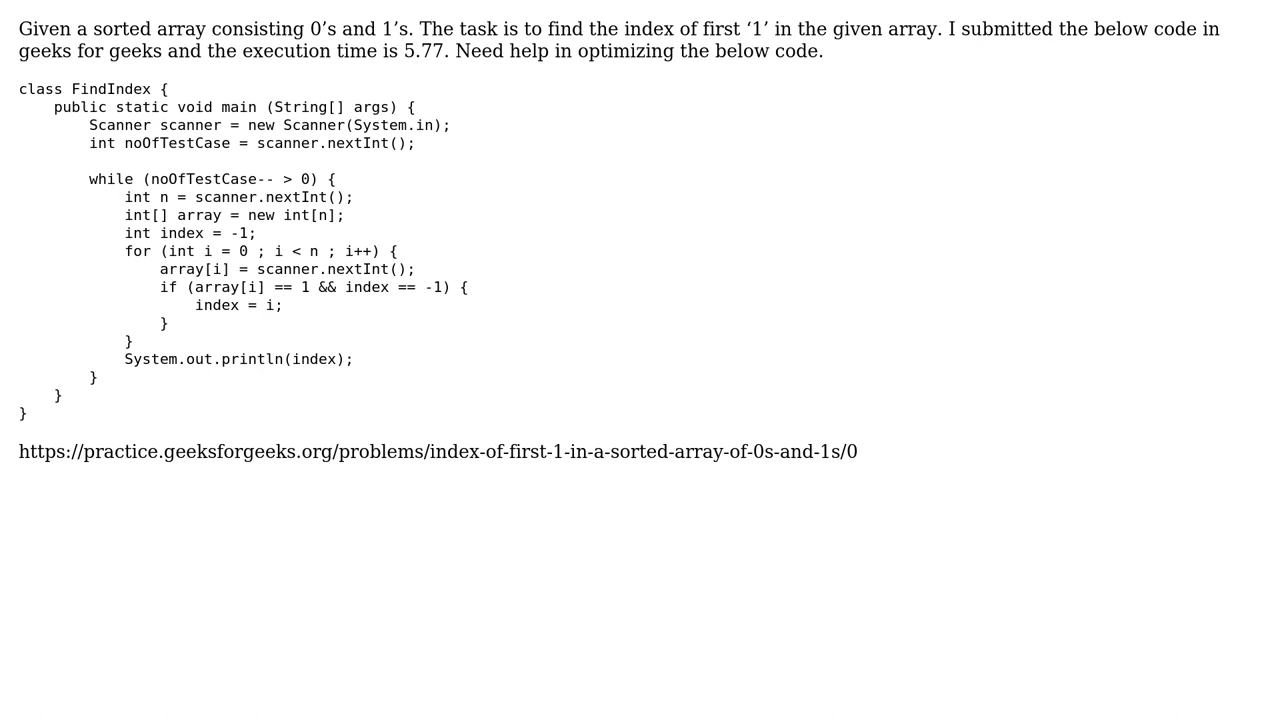 Given a sorted array consisting 0’s and 1’s. The task is to find the index of first ‘1’ in the given array. I submitted the below code in
geeks for geeks and the execution time is 5.77. Need help in optimizing the below code.
class FindIndex {
    public static void main (String[] args) {
        Scanner scanner = new Scanner(System.in);
        int noOfTestCase = scanner.nextInt();

        while (noOfTestCase-- > 0) {
            int n = scanner.nextInt();
            int[] array = new int[n];
            int index = -1;
            for (int i = 0 ; i < n ; i++) {
                array[i] = scanner.nextInt();
                if (array[i] == 1 && index == -1) {
                    index = i;
                }
            }
            System.out.println(index);
        }
    }
}
https://practice.geeksforgeeks.org/problems/index-of-first-1-in-a-sorted-array-of-0s-and-1s/0